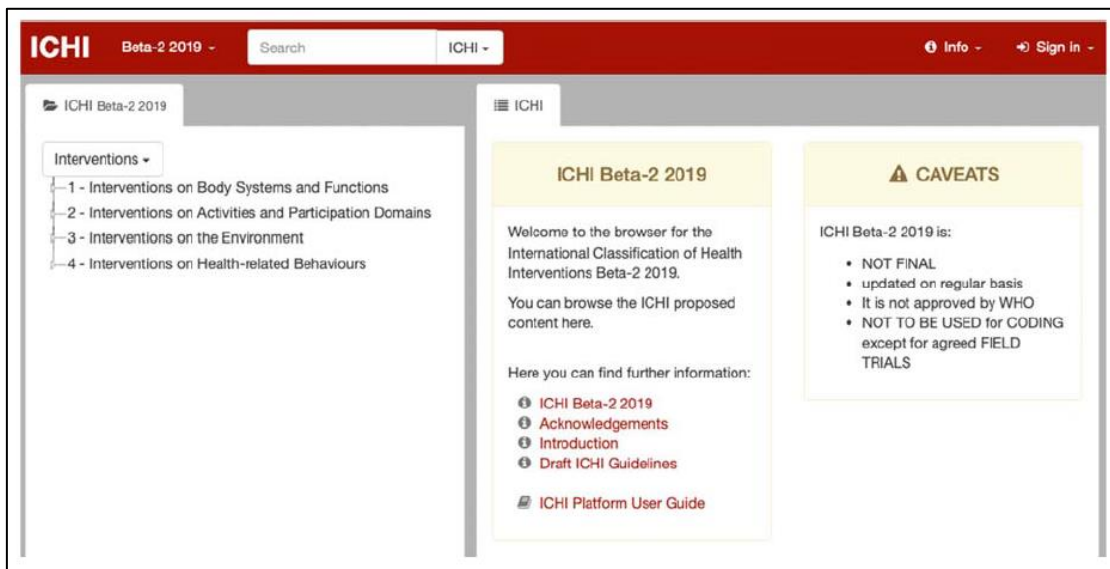 ICHI Beta-2 2019 Search ICHI Info Sign in
ICHI Beta-2 2019
Interventions
1 - Interventions on Body Systems and Functions
2 - Interventions on Activities and Participation Domains
3 - Interventions on the Environment
4 - Interventions on Health-related Behaviours
ICHI
ICHI Beta-2 2019
Welcome to the browser for the
International Classification of Health
Interventions Beta-2 2019.
You can browse the ICHI proposed
content here.
Here you can find further information:
ICHI Beta-2 2019
Acknowledgements
Introduction
Draft ICHI Guidelines
ICHI Platform User Guide
CAVEATS
ICHI Beta-2 2019 is:
• NOT FINAL
• updated on regular basis
• It is not approved by WHO
• NOT TO BE USED for CODING
except for agreed FIELD
TRIALS